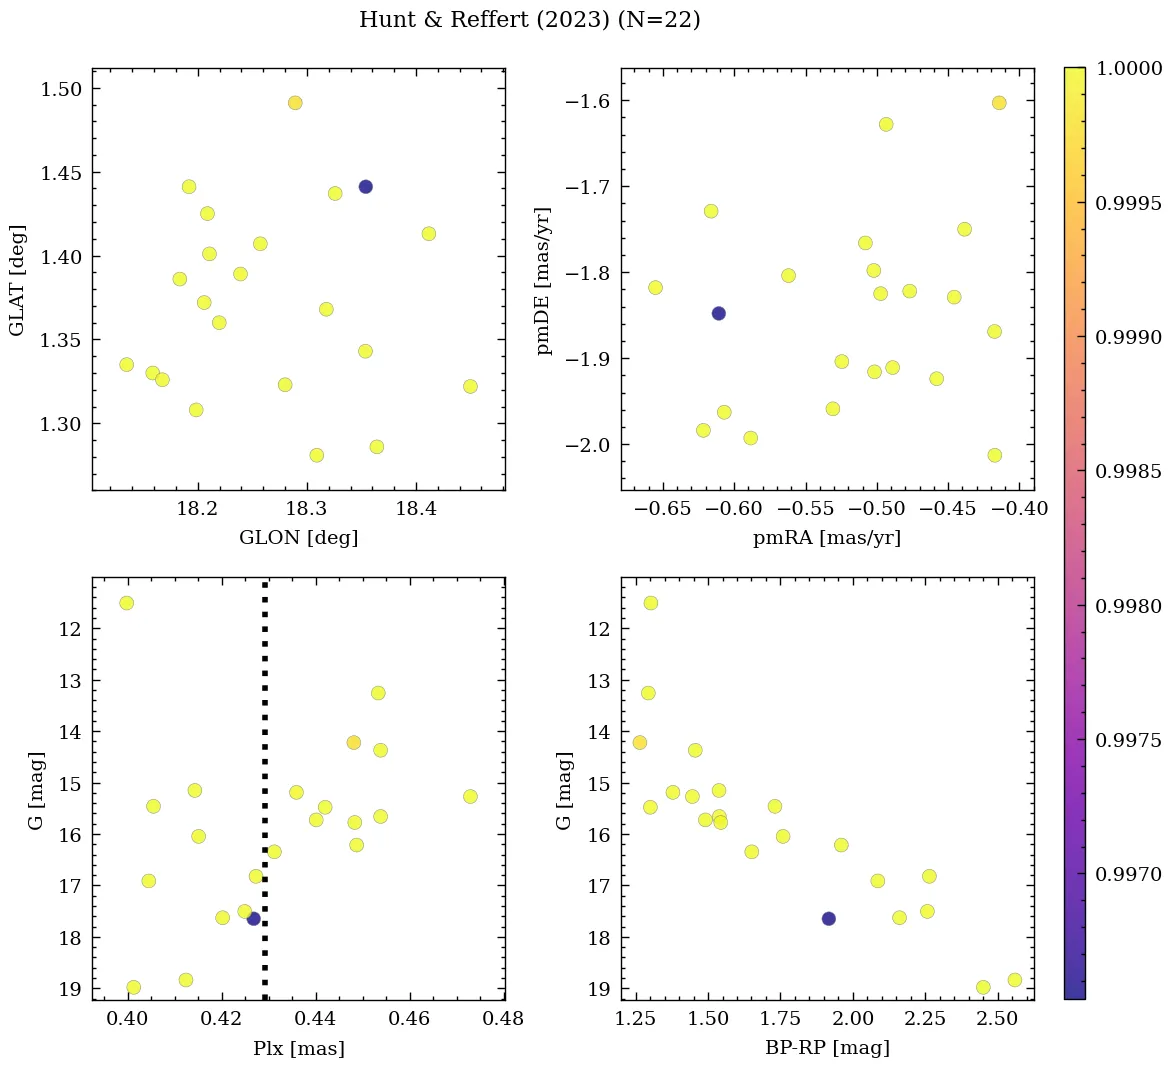 Hunt & Reffert (2023) (N=22)
1.50
1.45
1.40
1.35
1.30
GLAT [deg]
18.2 18.3 18.4
GLON [deg]
−1.6
−1.7
−1.8
−1.9
−2.0
pmDE [mas/yr]
−0.65 −0.60 −0.55 −0.50 −0.45 −0.40
pmRA [mas/yr]
12
13
14
15
16
17
18
19
G [mag]
0.40 0.42 0.44 0.46 0.48
Plx [mas]
12
13
14
15
16
17
18
19
G [mag]
1.25 1.50 1.75 2.00 2.25 2.50
BP-RP [mag]
1.0000
0.9995
0.9990
0.9985
0.9980
0.9975
0.9970